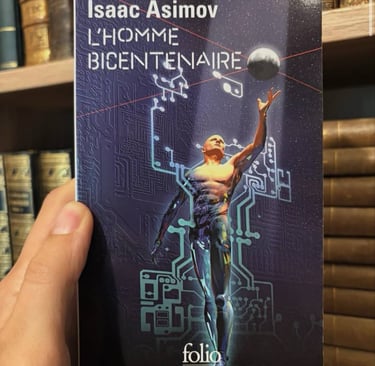 Isaac Asimov
L'HOMME
BICENTENAIRE
folio